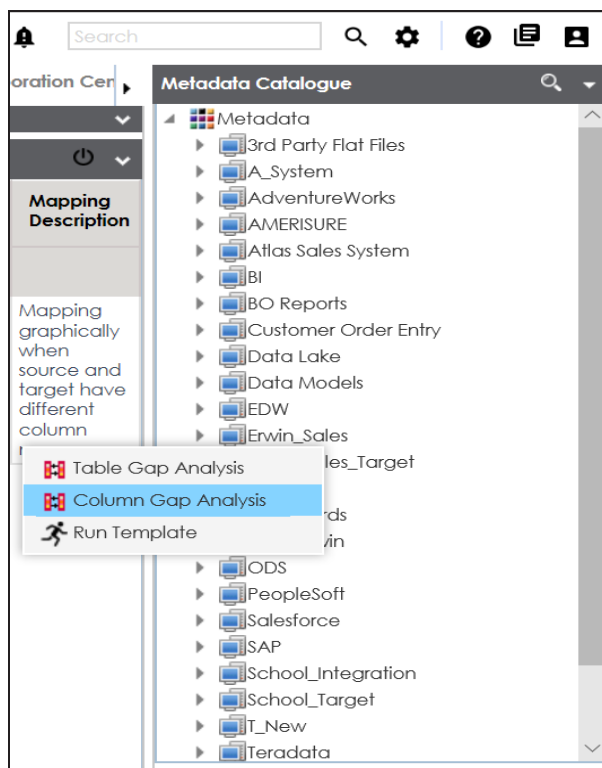 Search
oration Cen
Metadata Catalogue
Mapping
Description
Mapping
graphically
when
source and
target have
different
column
Table Gap Analysis
Column Gap Analysis
Run Template
Metadata
3rd Party Flat Files
A_System
AdventureWorks
AMERISURE
Atlas Sales System
BI
BO Reports
Customer Order Entry
Data Lake
Data Models
EDW
Erwin_Sales
les_Target
rds
vin
ODS
PeopleSoft
Salesforce
SAP
School_Integration
School_Target
T_New
Teradata